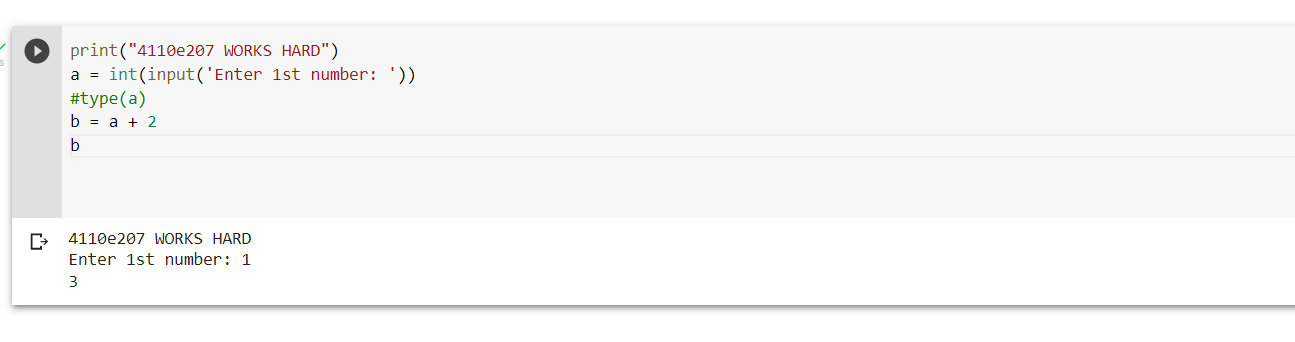 print("4110e207 WORKS HARD")
a = int(input('Enter 1st number: '))
#type(a)
b = a + 2
b
4110e207 WORKS HARD
Enter 1st number: 1
3